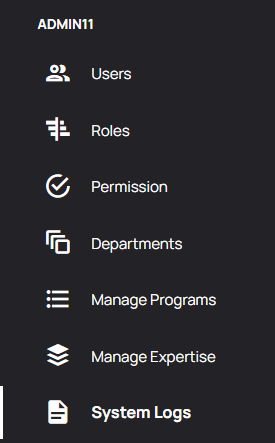 ADMIN11
Users
Roles
Permission
Departments
Manage Programs
Manage Expertise
System Logs